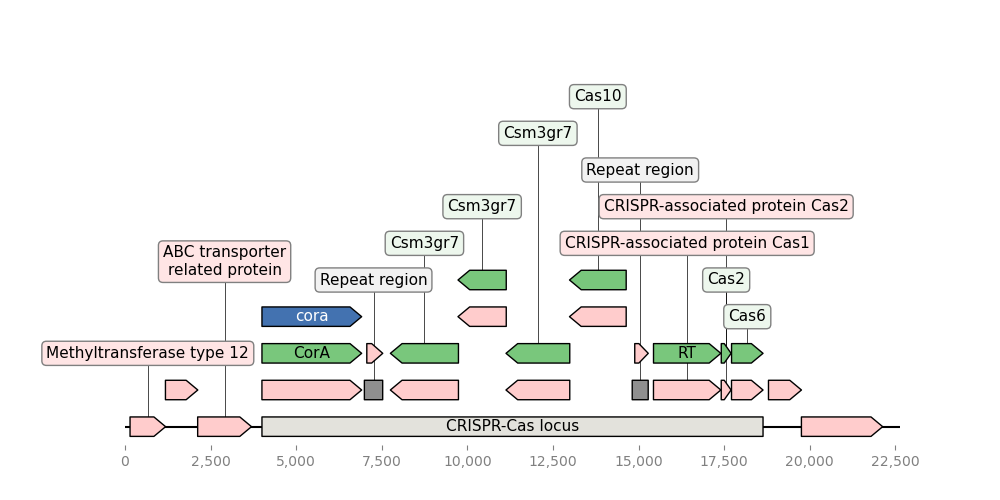 Cas10
Csm3gr7
Repeat region
Csm3gr7
CRISPR-associated protein Cas2
Csm3gr7
CRISPR-associated protein Cas1
ABC transporter
related protein
Repeat region
Cas2
cora
Cas6
Methyltransferase type 12
CorA
RT
CRISPR-Cas locus
0 2,500 5,000 7,500 10,000 12,500 15,000 17,500 20,000 22,500